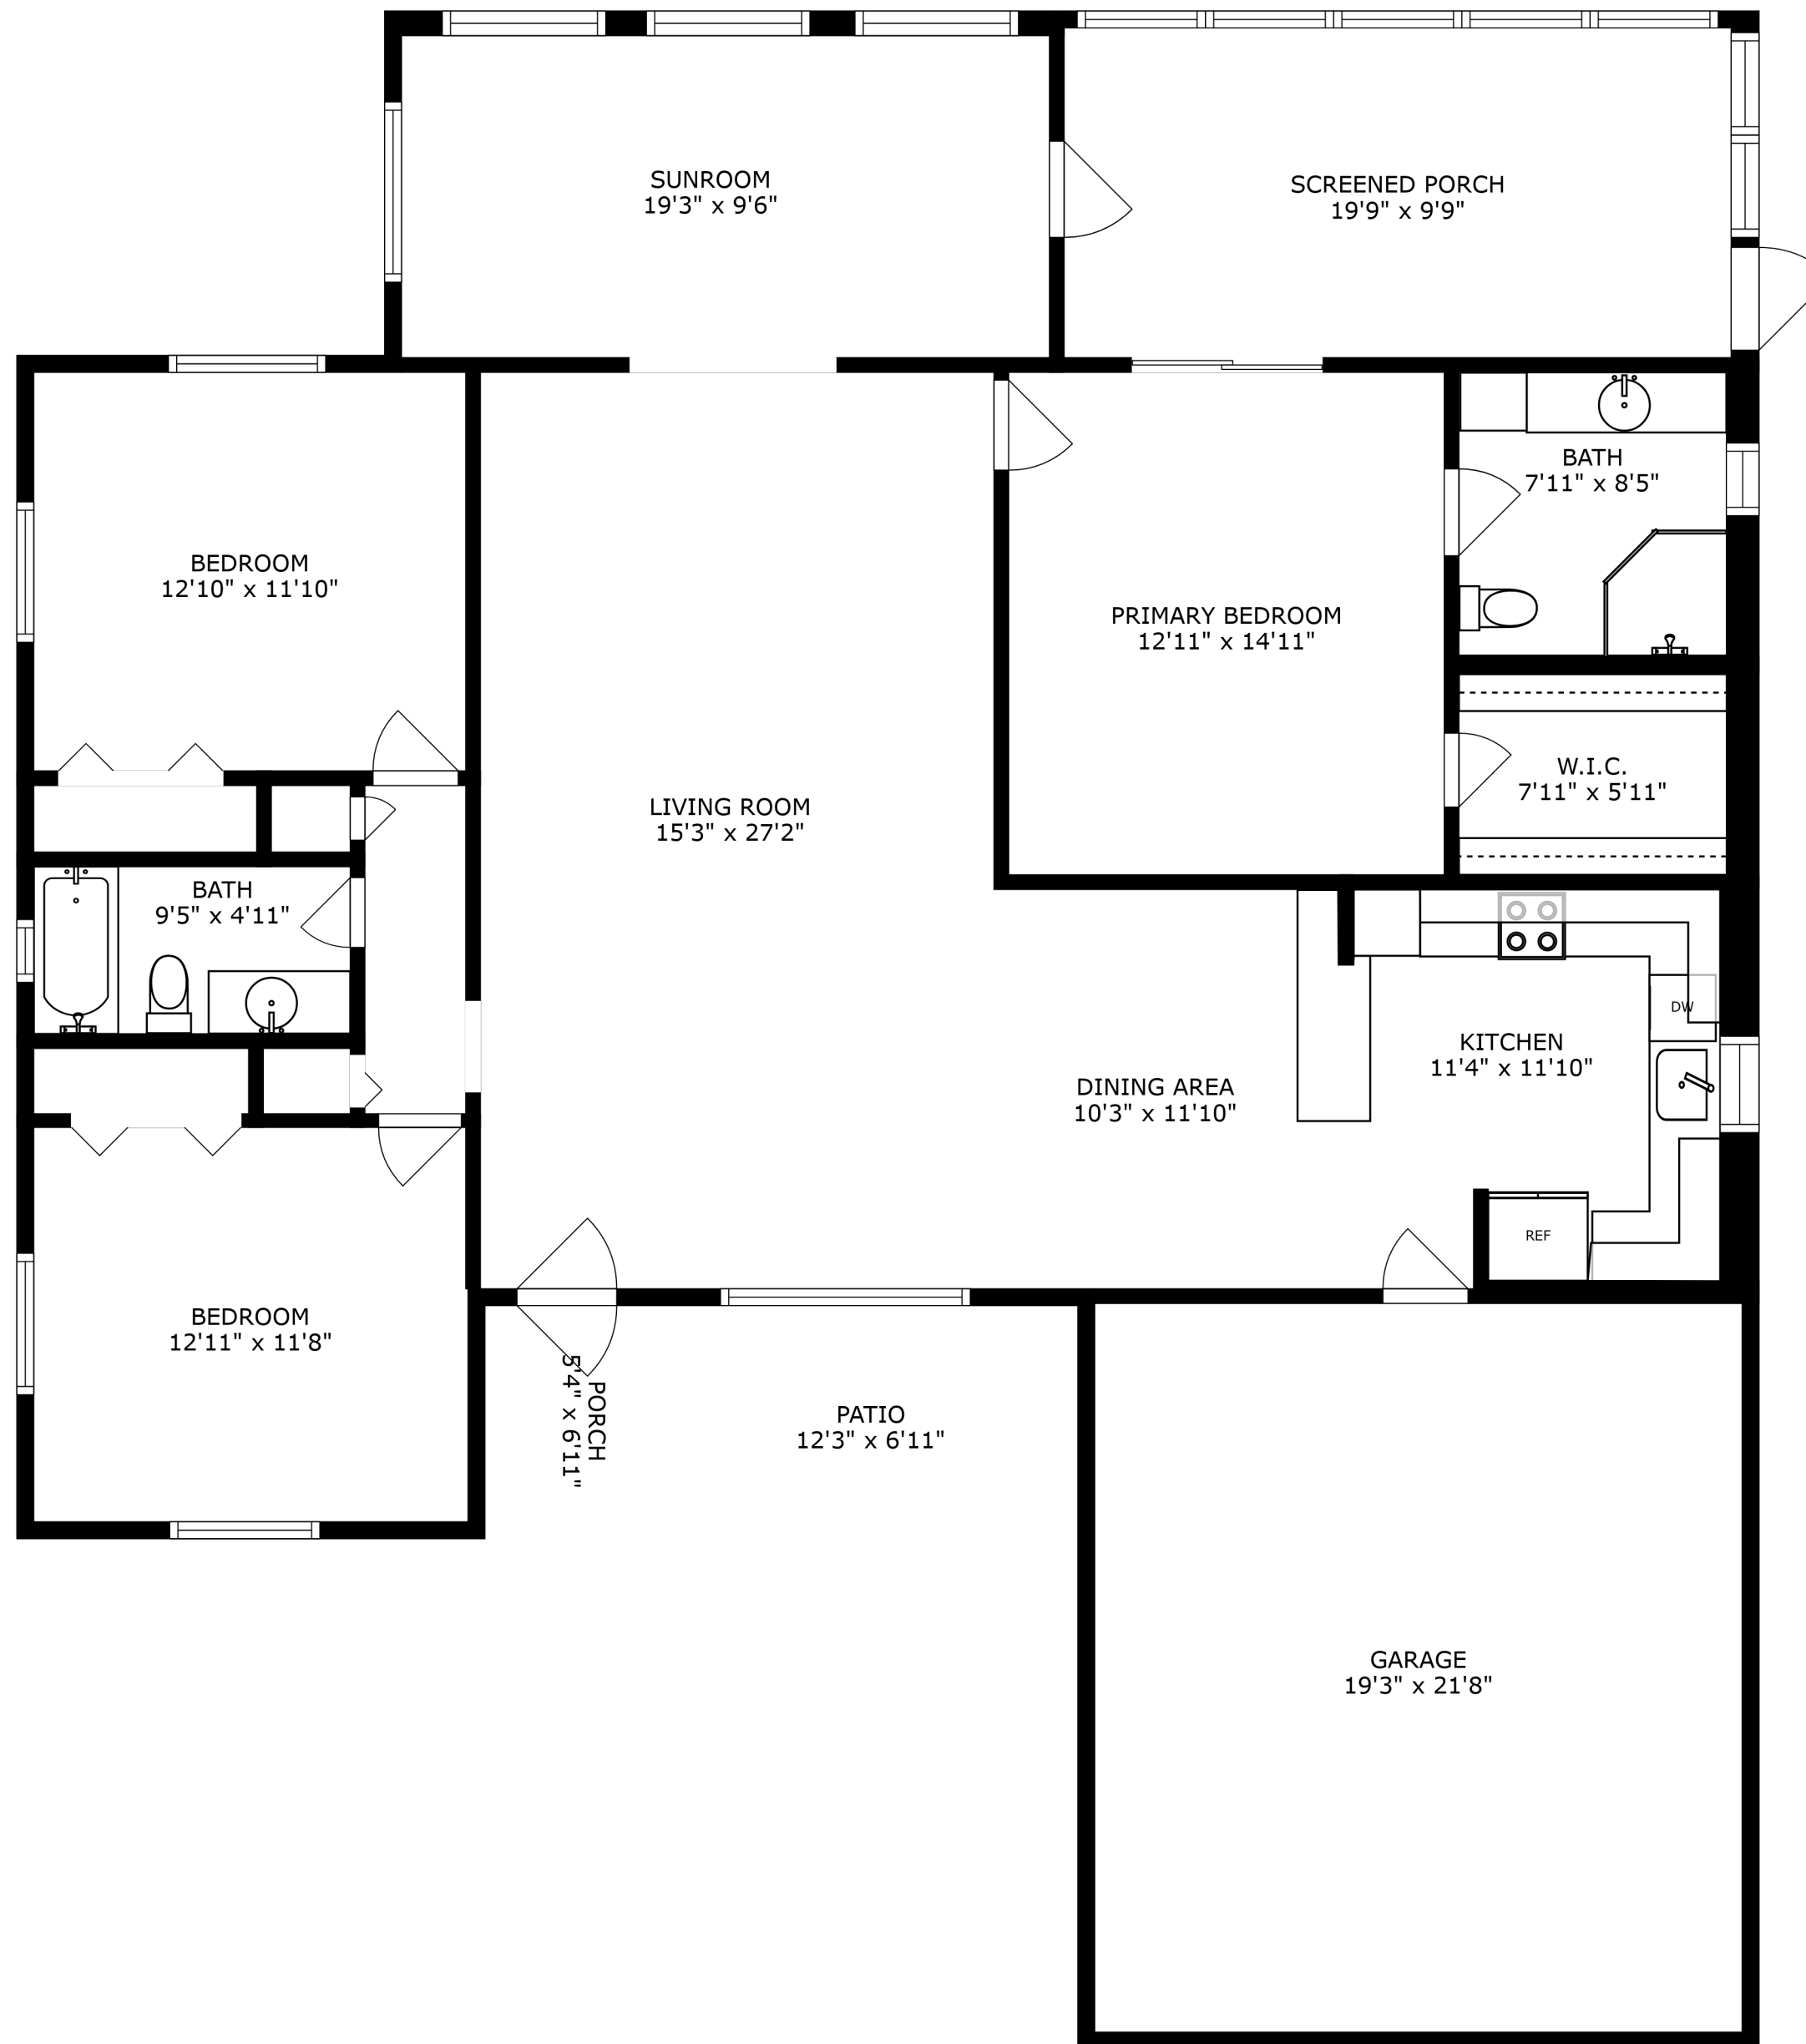 SUNROOM
19'3" x 9'6"
SCREENED PORCH
19'9" x 9'9"
BATH
7'11" x 8'5"
BEDROOM
12'10" x 11'10"
PRIMARY BEDROOM
12'11" x 14'11"
W.I.C.
7'11" x 5'11"
LIVING ROOM
15'3" x 27'2"
BATH
9'5" x 4'11"
DW
KITCHEN
11'4" x 11'10"
DINING AREA
10'3" x 11'10"
REF
BEDROOM
12'11" x 11'8"
PORCH
5'4" x 6'11"
PATIO
12'3" x 6'11"
GARAGE
19'3" x 21'8"